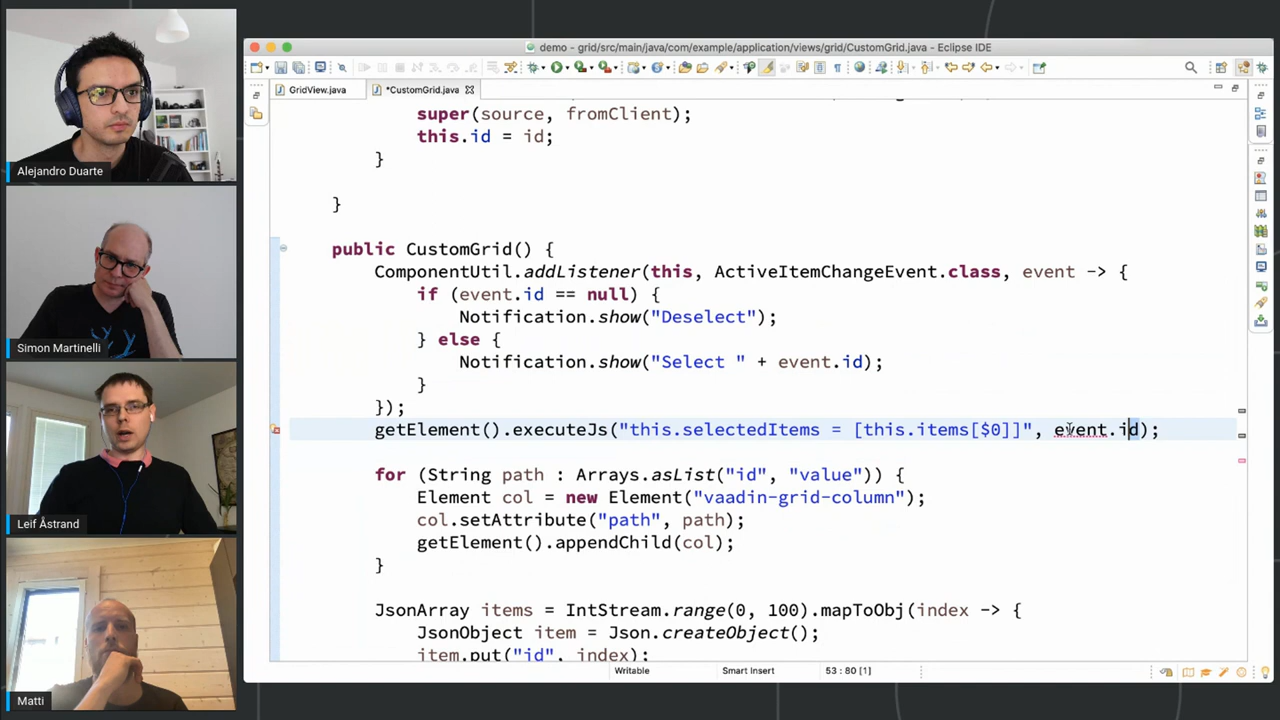 demo - grid/src/main/java/com/example/application/views/grid/CustomGrid.java - Eclipse IDE
GridView.java
*CustomGrid.java
super(source, fromClient);
this.id = id;
}
}
public CustomGrid() {
ComponentUtil.addListener(this, ActiveItemChangeEvent.class, event -> {
if (event.id == null) {
Notification.show("Deselect");
} else {
Notification.show("Select " + event.id);
}
});
getElement().executeJs("this.selectedItems = [this.items[$0]]", event.id);
for (String path : Arrays.asList("id", "value")) {
Element col = new Element("vaadin-grid-column");
col.setAttribute("path", path);
getElement().appendChild(col);
}
JsonArray items = IntStream.range(0, 100).mapToObj(index -> {
JsonObject item = Json.createObject();
item.put("id", index);
Writable
Smart Insert
53 : 80 [1]
Alejandro Duarte
Simon Martinelli
Leif Åstrand
Matti